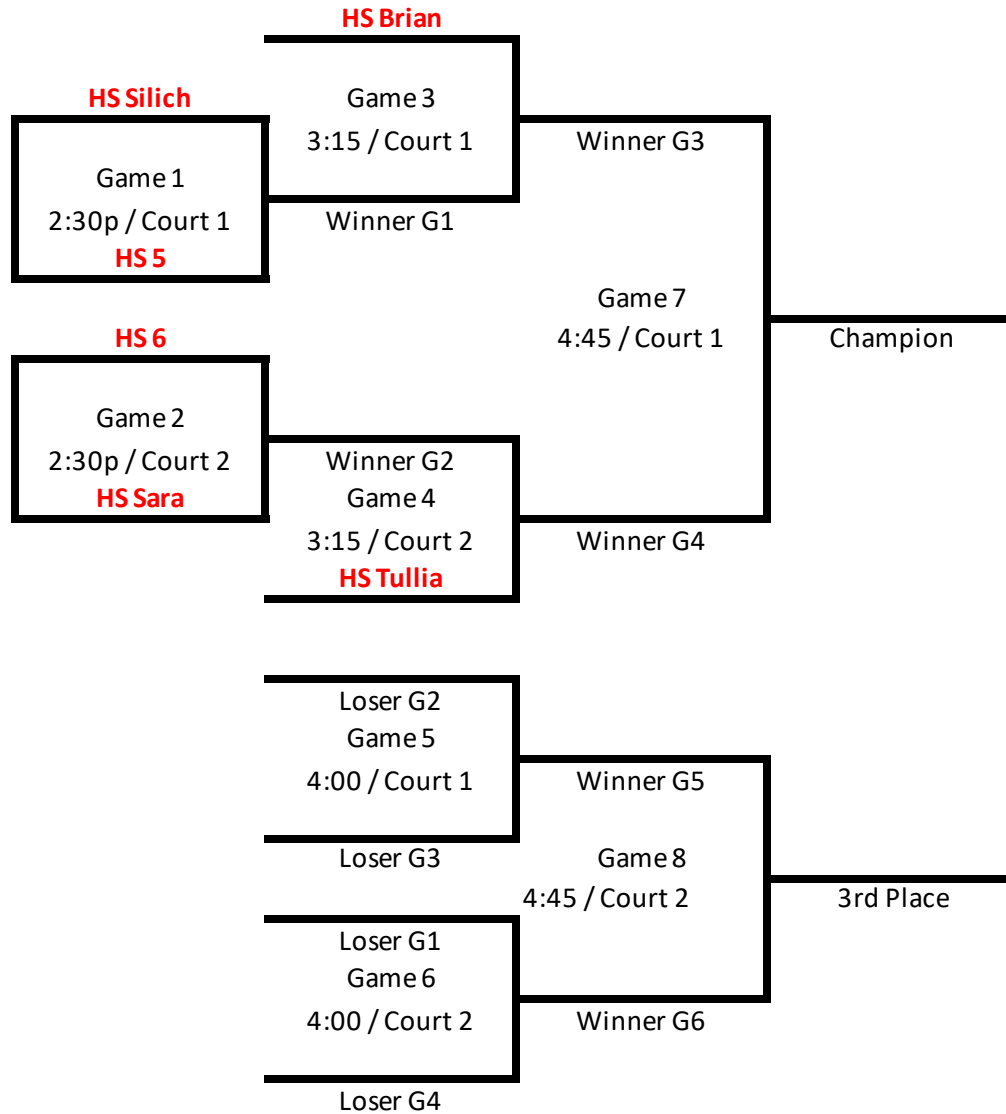 HS Brian
HS Silich
Game 3
3:15 / Court 1
Winner G3
Game 1
2:30p / Court 1
Winner G1
HS 5
Game 7
4:45 / Court 1
Champion
HS 6
Game 2
2:30p / Court 2
Winner G2
HS Sara
Game 4
3:15 / Court 2
Winner G4
HS Tullia
Loser G2
Game 5
4:00 / Court 1
Winner G5
Loser G3
Game 8
4:45 / Court 2
3rd Place
Loser G1
Game 6
4:00 / Court 2
Winner G6
Loser G4